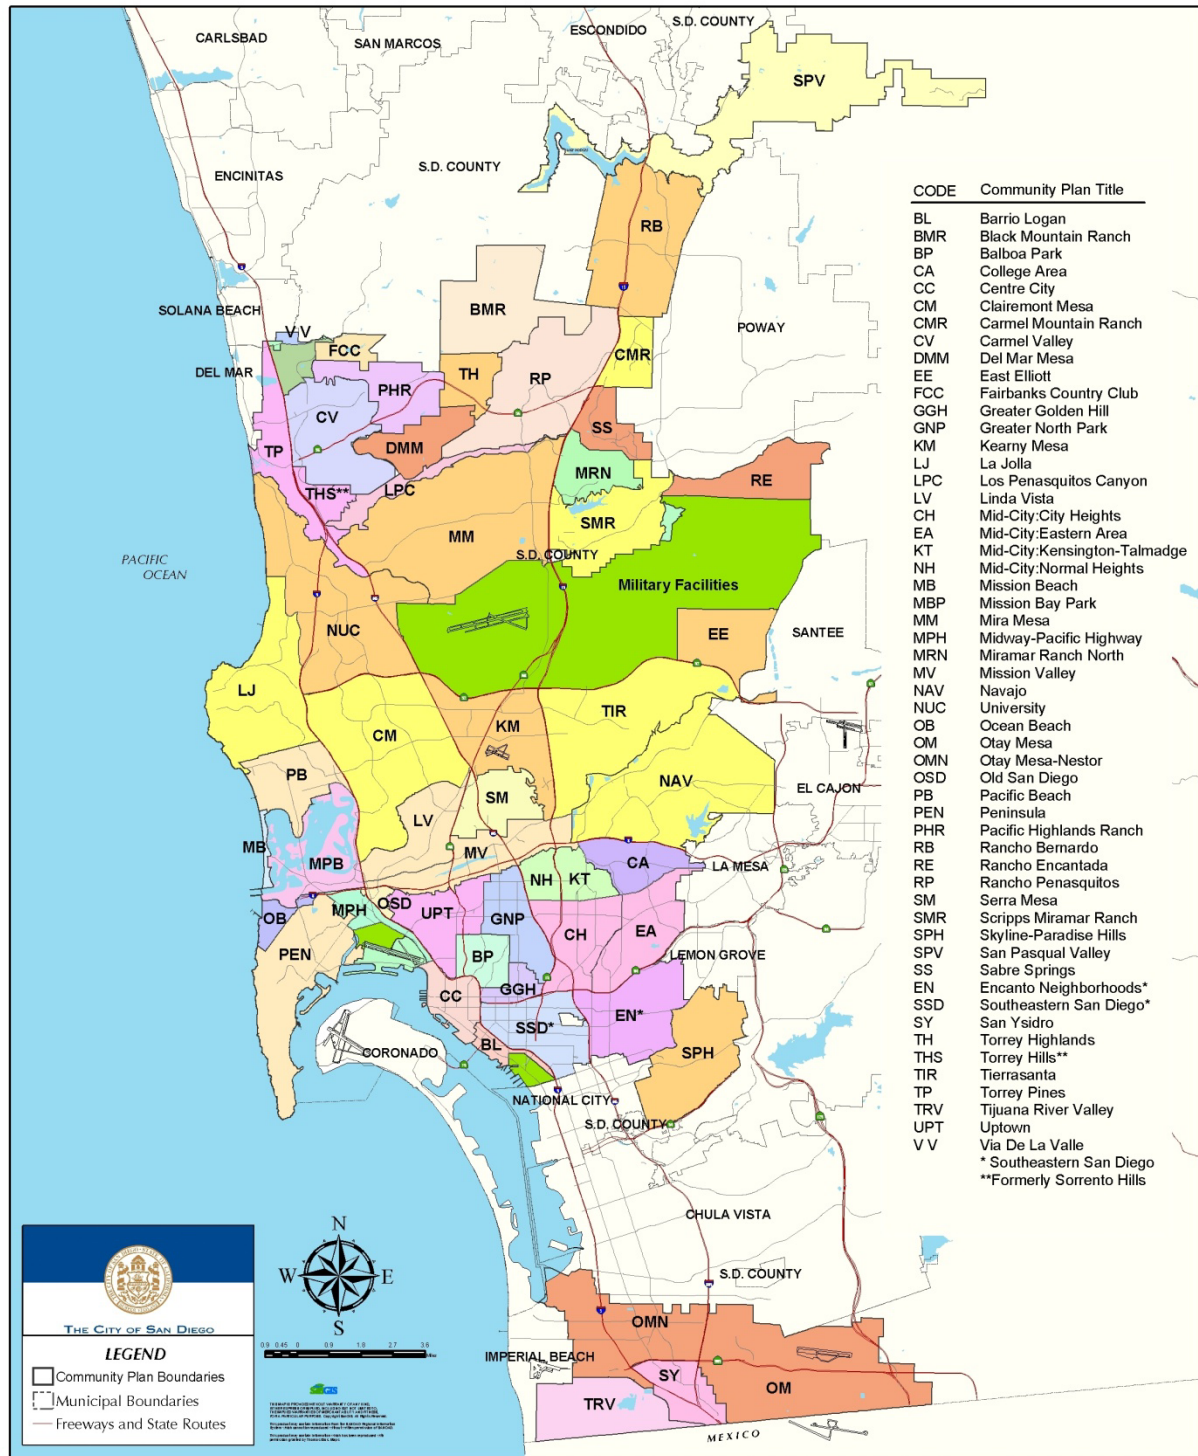 S.D. COUNTY
ESCONDIDO
CARLSBAD
SAN MARCOS
SPV
S.D. COUNTY
ENCINITAS
RB
SOLANA BEACH
BMR
POWAY
V V
FCC
CMR
DEL MAR
TH
RP
PHR
CV
SS
DMM
TP
MRN
RE
LPC
THS**
SMR
MM
PACIFIC
OCEAN
S.D. COUNTY
Military Facilities
NUC
EE
SANTEE
LJ
TIR
KM
CM
PB
NAV
EL CAJON
SM
LV
MB
MV
MPB
CA
LA MESA
NH
KT
OSD
MPH
UPT
OB
GNP
CH
EA
PEN
BP
LEMON GROVE
GGH
CC
EN*
SSD*
BL
CORONADO
SPH
NATIONAL CITY
S.D. COUNTY
CHULA VISTA
S.D. COUNTY
OMN
IMPERIAL BEACH
SY
OM
TRV
MEXICO
CODE Community Plan Title
BL Barrio Logan
BMR Black Mountain Ranch
BP Balboa Park
CA College Area
CC Centre City
CM Clairemont Mesa
CMR Carmel Mountain Ranch
CV Carmel Valley
DMM Del Mar Mesa
EE East Elliott
FCC Fairbanks Country Club
GGH Greater Golden Hill
GNP Greater North Park
KM Kearny Mesa
LJ La Jolla
LPC Los Penasquitos Canyon
LV Linda Vista
CH Mid-City:City Heights
EA Mid-City:Eastern Area
KT Mid-City:Kensington-Talmadge
NH Mid-City:Normal Heights
MB Mission Beach
MBP Mission Bay Park
MM Mira Mesa
MPH Midway-Pacific Highway
MRN Miramar Ranch North
MV Mission Valley
NAV Navajo
NUC University
OB Ocean Beach
OM Otay Mesa
OMN Otay Mesa-Nestor
OSD Old San Diego
PB Pacific Beach
PEN Peninsula
PHR Pacific Highlands Ranch
RB Rancho Bernardo
RE Rancho Encantada
RP Rancho Penasquitos
SM Serra Mesa
SMR Scripps Miramar Ranch
SPH Skyline-Paradise Hills
SPV San Pasqual Valley
SS Sabre Springs
EN Encanto Neighborhoods*
SSD Southeastern San Diego*
SY San Ysidro
TH Torrey Highlands
THS Torrey Hills**
TIR Tierrasanta
TP Torrey Pines
TRV Tijuana River Valley
UPT Uptown
V V Via De La Valle
* Southeastern San Diego
**Formerly Sorrento Hills
N
W E
S
0.9 0.45 0 0.9 1.8 2.7 3.6
Miles
THE CITY OF SAN DIEGO
LEGEND
Community Plan Boundaries
Municipal Boundaries
Freeways and State Routes